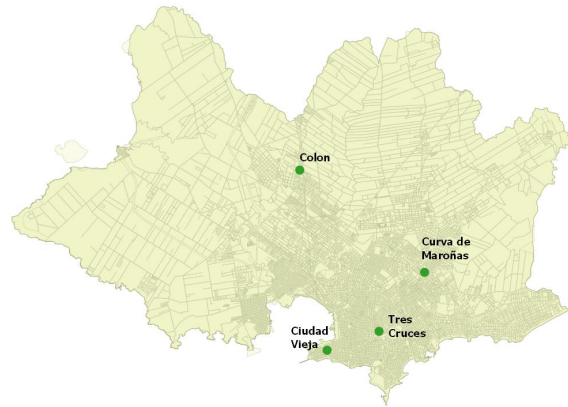 Colon
Curva de
Maroñas
Tres
Cruces
Ciudad
Vieja